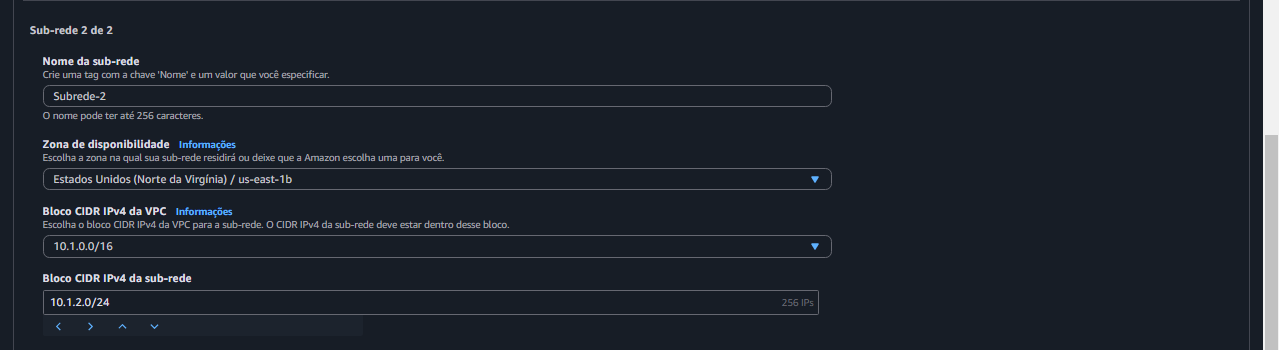 Sub-rede 2 de 2
Nome da sub-rede
Crie uma tag com a chave 'Nome' e um valor que você especificar.
Subrede-2
O nome pode ter até 256 caracteres.
Zona de disponibilidade Informações
Escolha a zona na qual sua sub-rede residirá ou deixe que a Amazon escolha uma para você.
Estados Unidos (Norte da Virgínia) / us-east-1b
Bloco CIDR IPv4 da VPC Informações
Escolha o bloco CIDR IPv4 da VPC para a sub-rede. O CIDR IPv4 da sub-rede deve estar dentro desse bloco.
10.1.0.0/16
Bloco CIDR IPv4 da sub-rede
10.1.2.0/24 256 IPs